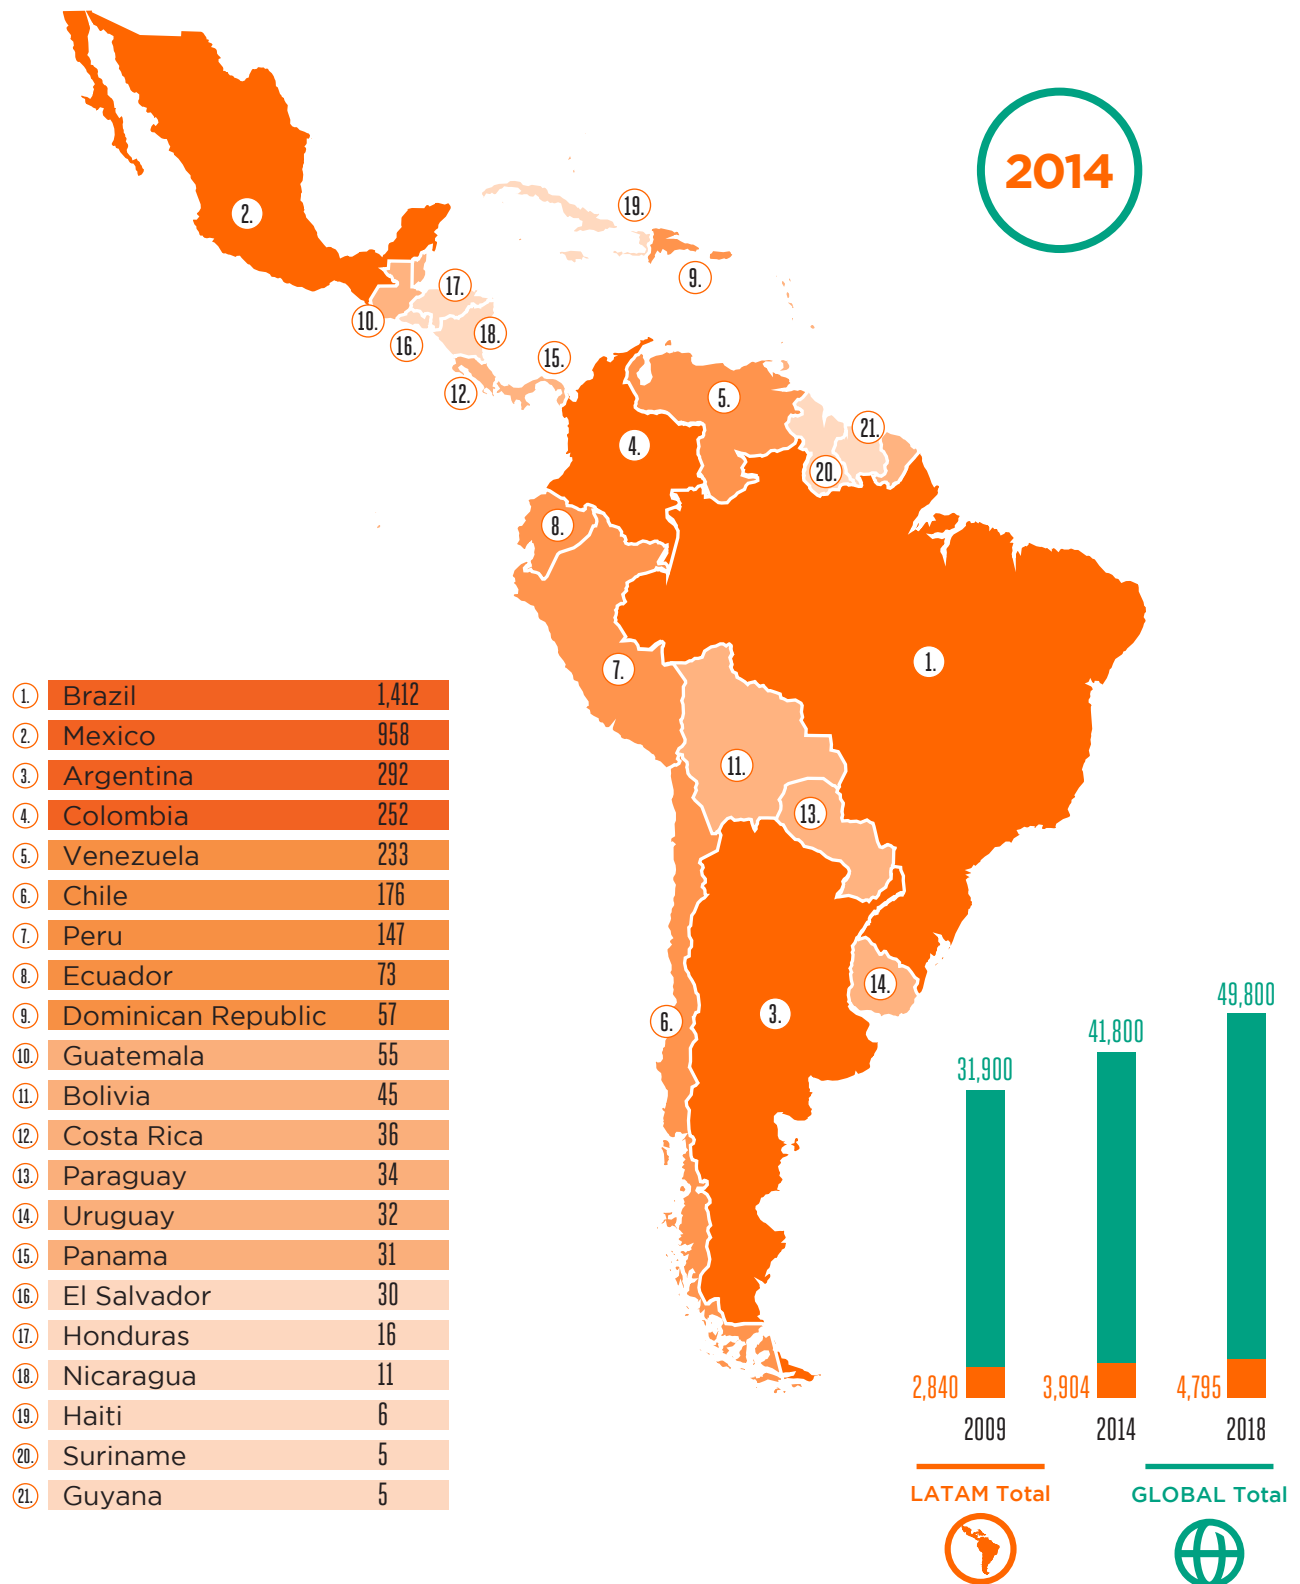 2014
2.
19.
9.
17.
10.
18.
16.
15.
12.
5.
21.
4.
20.
8.
1.
7.
11.
13.
14.
6.
3.
1. Brazil 1,412
2. Mexico 958
3. Argentina 292
4. Colombia 252
5. Venezuela 233
6. Chile 176
7. Peru 147
8. Ecuador 73
9. Dominican Republic 57
10. Guatemala 55
11. Bolivia 45
12. Costa Rica 36
13. Paraguay 34
14. Uruguay 32
15. Panama 31
16. El Salvador 30
17. Honduras 16
18. Nicaragua 11
19. Haiti 6
20. Suriname 5
21. Guyana 5
49,800
41,800
31,900
2,840 3,904 4,795
2009 2014 2018
LATAM Total GLOBAL Total